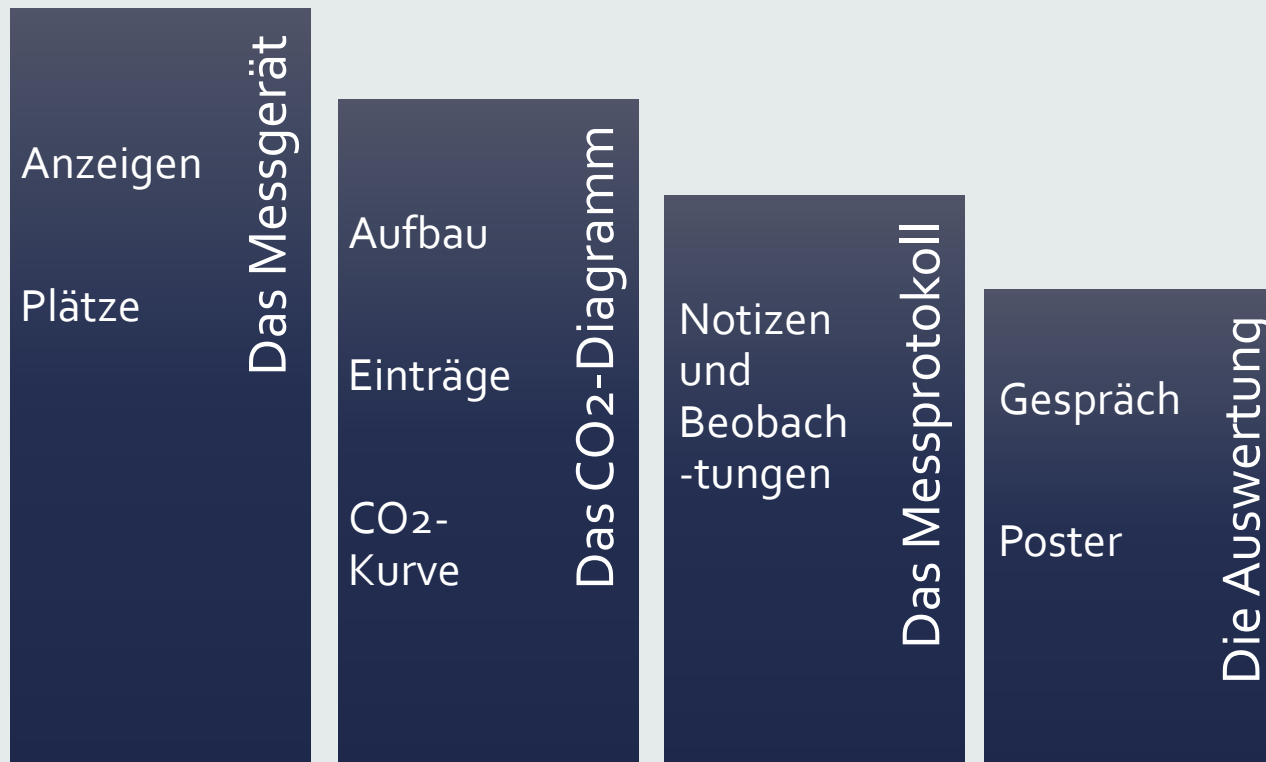 Das Messgerät
Anzeigen
Plätze
Das CO2-Diagramm
Aufbau
Einträge
CO2-
Kurve
Das Messprotokoll
Notizen
und
Beobach
-tungen
Die Auswertung
Gespräch
Poster